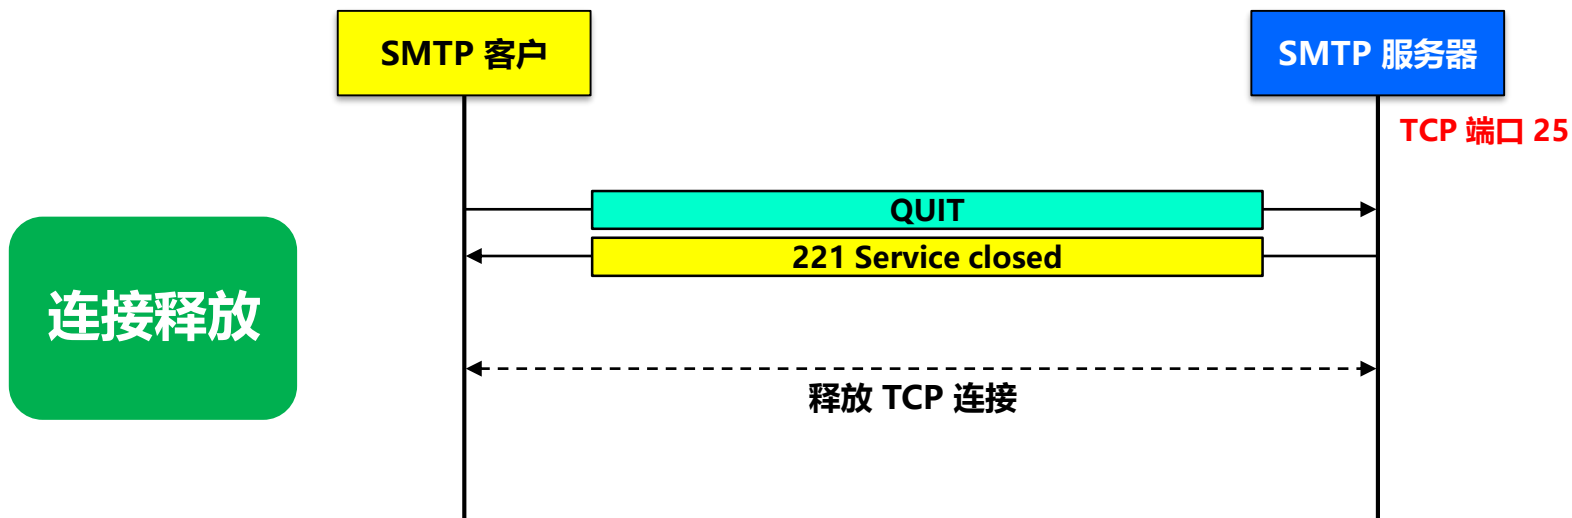 SMTP 客户
SMTP 服务器
TCP 端口 25
QUIT
221 Service closed
连接释放
释放 TCP 连接